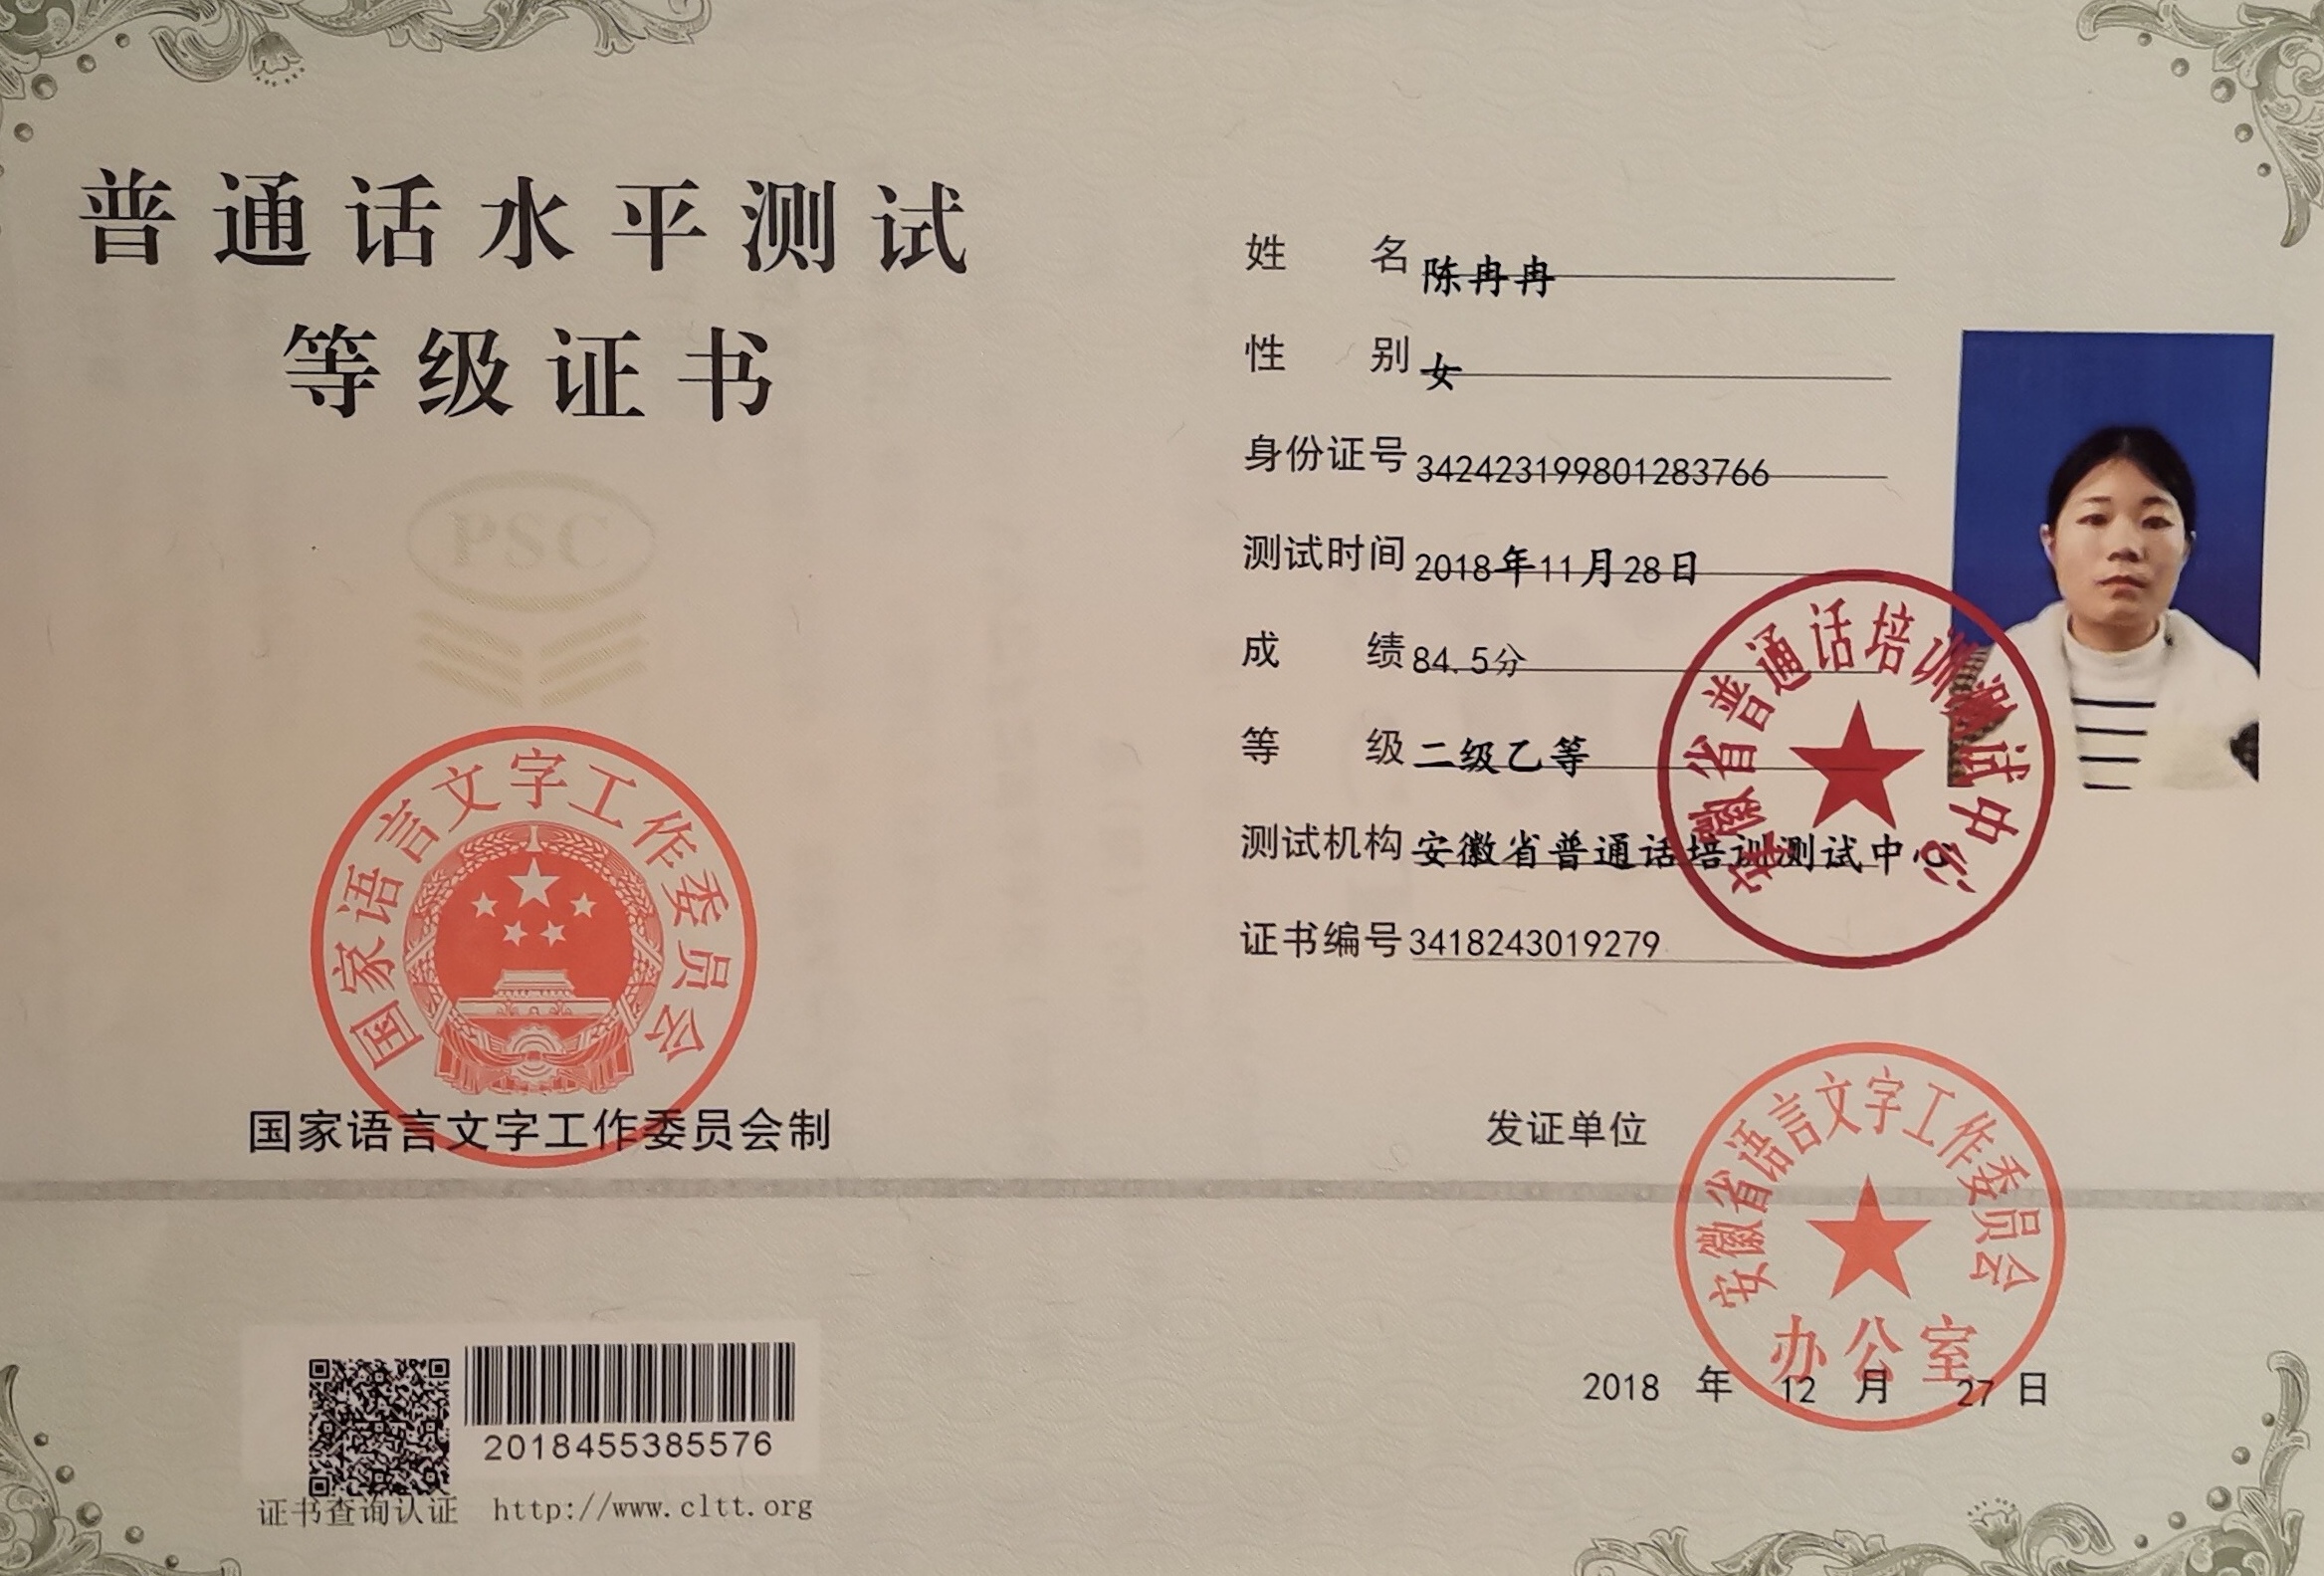 普通话水平测试
等级证书
PSC
国家语言文字工作委员会
国家语言文字工作委员会制
2018455385576
证书查询认证 http://www.cltt.org
姓名 陈冉冉
性别 女
身份证号 342423199801283766
测试时间 2018年11月28日
成绩 84.5分
等级 二级乙等
测试机构 安徽省普通话培训测试中心
证书编号 3418243019279
安徽省普通话培训测试中心
发证单位
安徽省语言文字工作委员会
办公室
2018 年 12 月 27 日